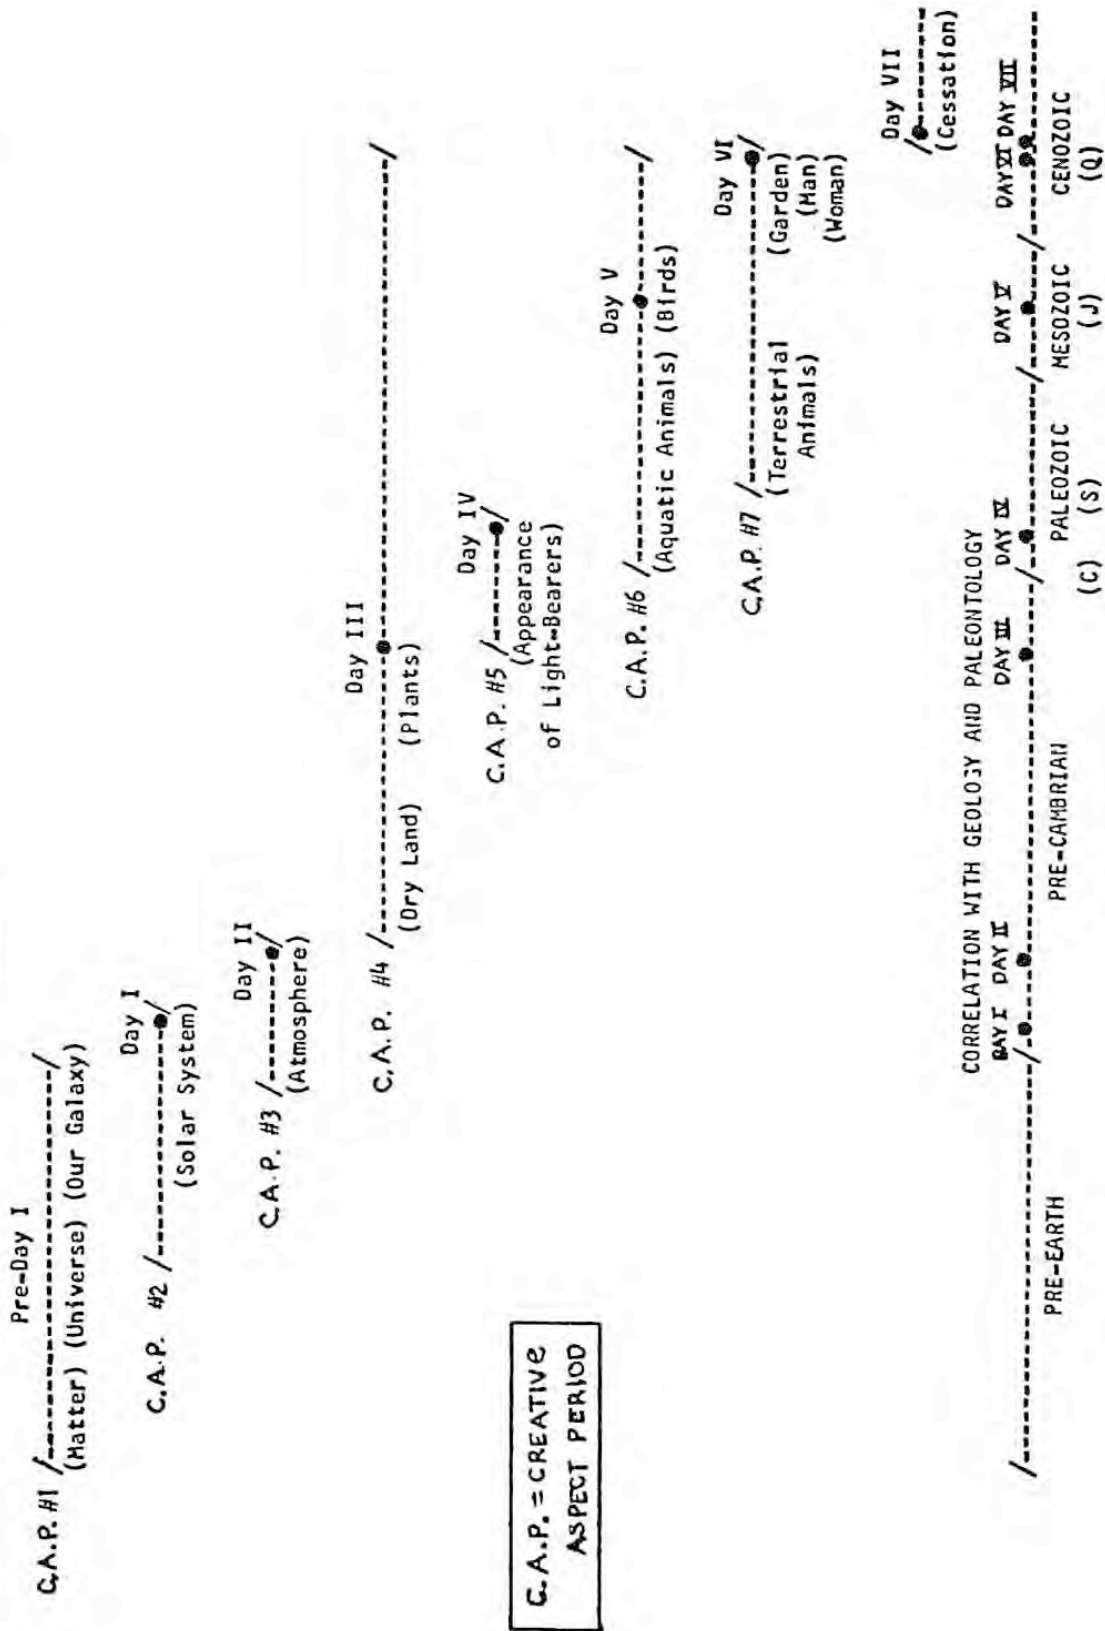 Pre-Day I
C.A.P. #1
(Matter) (Universe) (Our Galaxy)
Day I
C.A.P. #2
(Solar System)
Day II
C.A.P. #3
(Atmosphere)
Day III
C.A.P. #4
(Dry Land) (Plants)
Day IV
C.A.P. #5
(Appearance
of Light-Bearers)
Day V
C.A.P. #6
(Aquatic Animals) (Birds)
Day VI
C.A.P. #7
(Terrestrial
Animals)
(Garden)
(Man)
(Woman)
Day VII
(Cessation)
C.A.P. = CREATIVE
ASPECT PERIOD
CORRELATION WITH GEOLOGY AND PALEONTOLOGY
DAY I DAY II DAY III DAY IV DAY V DAY VI DAY VII
PRE-EARTH PRE-CAMBRIAN PALEOZOIC MESOZOIC CENOZOIC
(C) (S) (J) (Q)